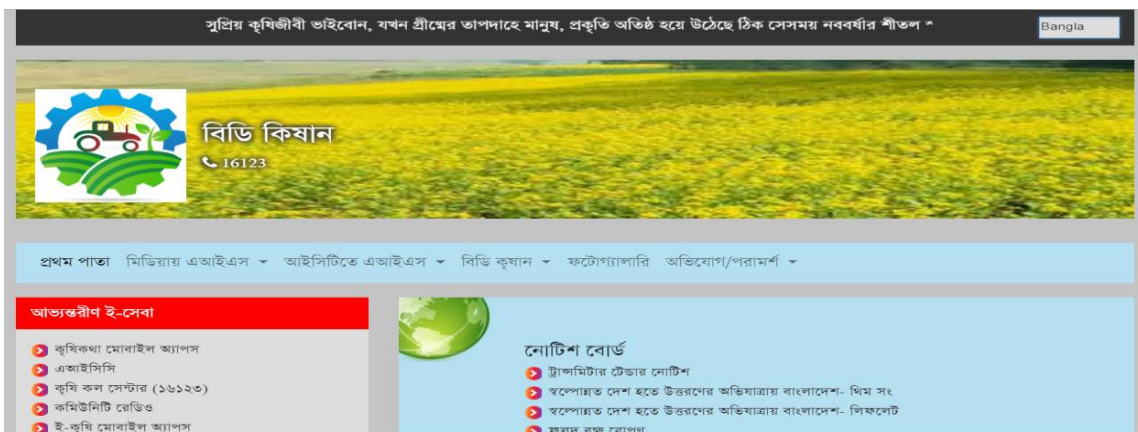 সুপ্রিয় কৃষিজীবী ভাইবোন, যখন গ্রীষ্মের তাপদাহে মানুষ, প্রকৃতি অতিষ্ঠ হয়ে উঠেছে ঠিক সেসময় নববর্ষার শীতল
Bangla
বিডি কিষান
16123
প্রথম পাতা মিডিয়ায় এআইএস আইসিটিতে এআইএস বিডি কৃষান ফটোগ্যালারি অভিযোগ/পরামর্শ
আভ্যন্তরীণ ই-সেবা
কৃষিকথা মোবাইল অ্যাপস
এআইসিসি
কৃষি কল সেন্টার (১৬১২৩)
কমিউনিটি রেডিও
ই-কৃষি মোবাইল অ্যাপস
নোটিশ বোর্ড
ট্রান্সমিটার টেন্ডার নোটিশ
স্বল্পোন্নত দেশ হতে উত্তরণের অভিযাত্রায় বাংলাদেশ- থিম সং
স্বল্পোন্নত দেশ হতে উত্তরণের অভিযাত্রায় বাংলাদেশ- লিফলেট
ফলদ বৃক্ষ রোপণ